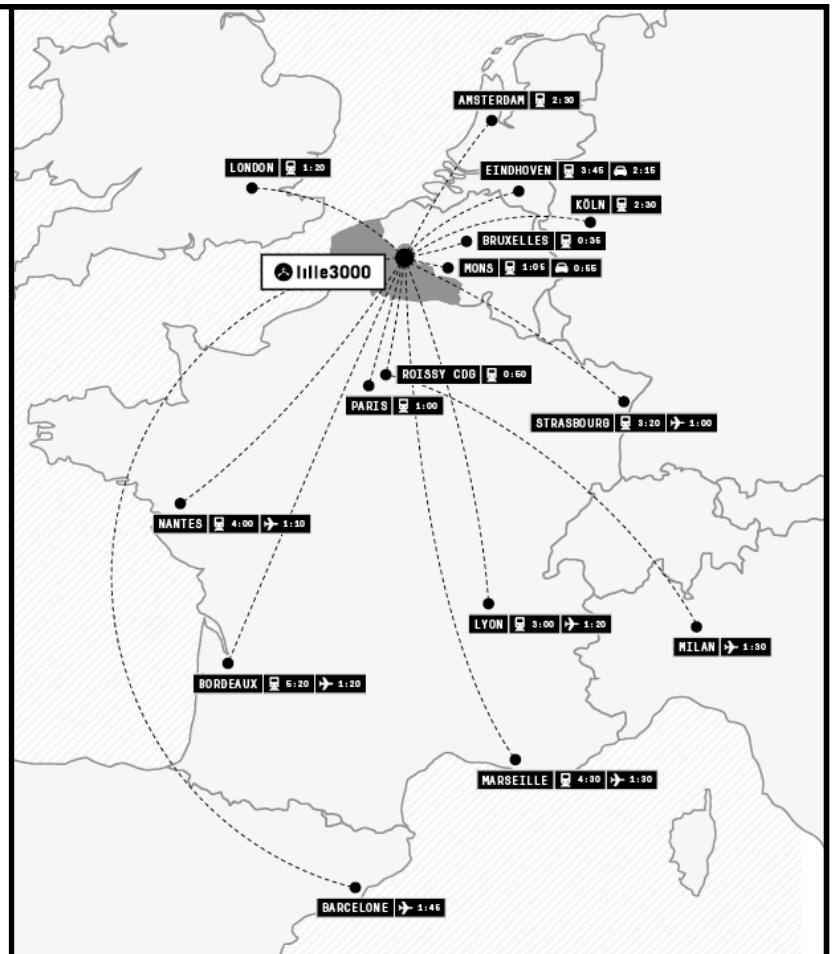 AMSTERDAM 2:30
LONDON 1:20
EINDHOVEN 3:45 2:15
KÖLN 2:30
BRUXELLES 0:35
lille3000
MONS 1:05 0:55
ROISSY CDG 0:50
PARIS 1:00
STRASBOURG 3:20 1:00
NANTES 4:00 1:10
LYON 3:00 1:20
MILAN 1:30
BORDEAUX 5:20 1:20
MARSEILLE 4:30 1:30
BARCELONE 1:45